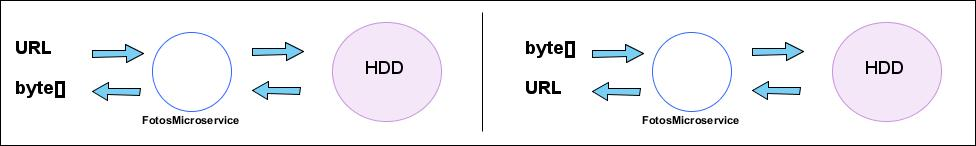 URL
byte[]
HDD
FotosMicroservice
byte[]
URL
HDD
FotosMicroservice